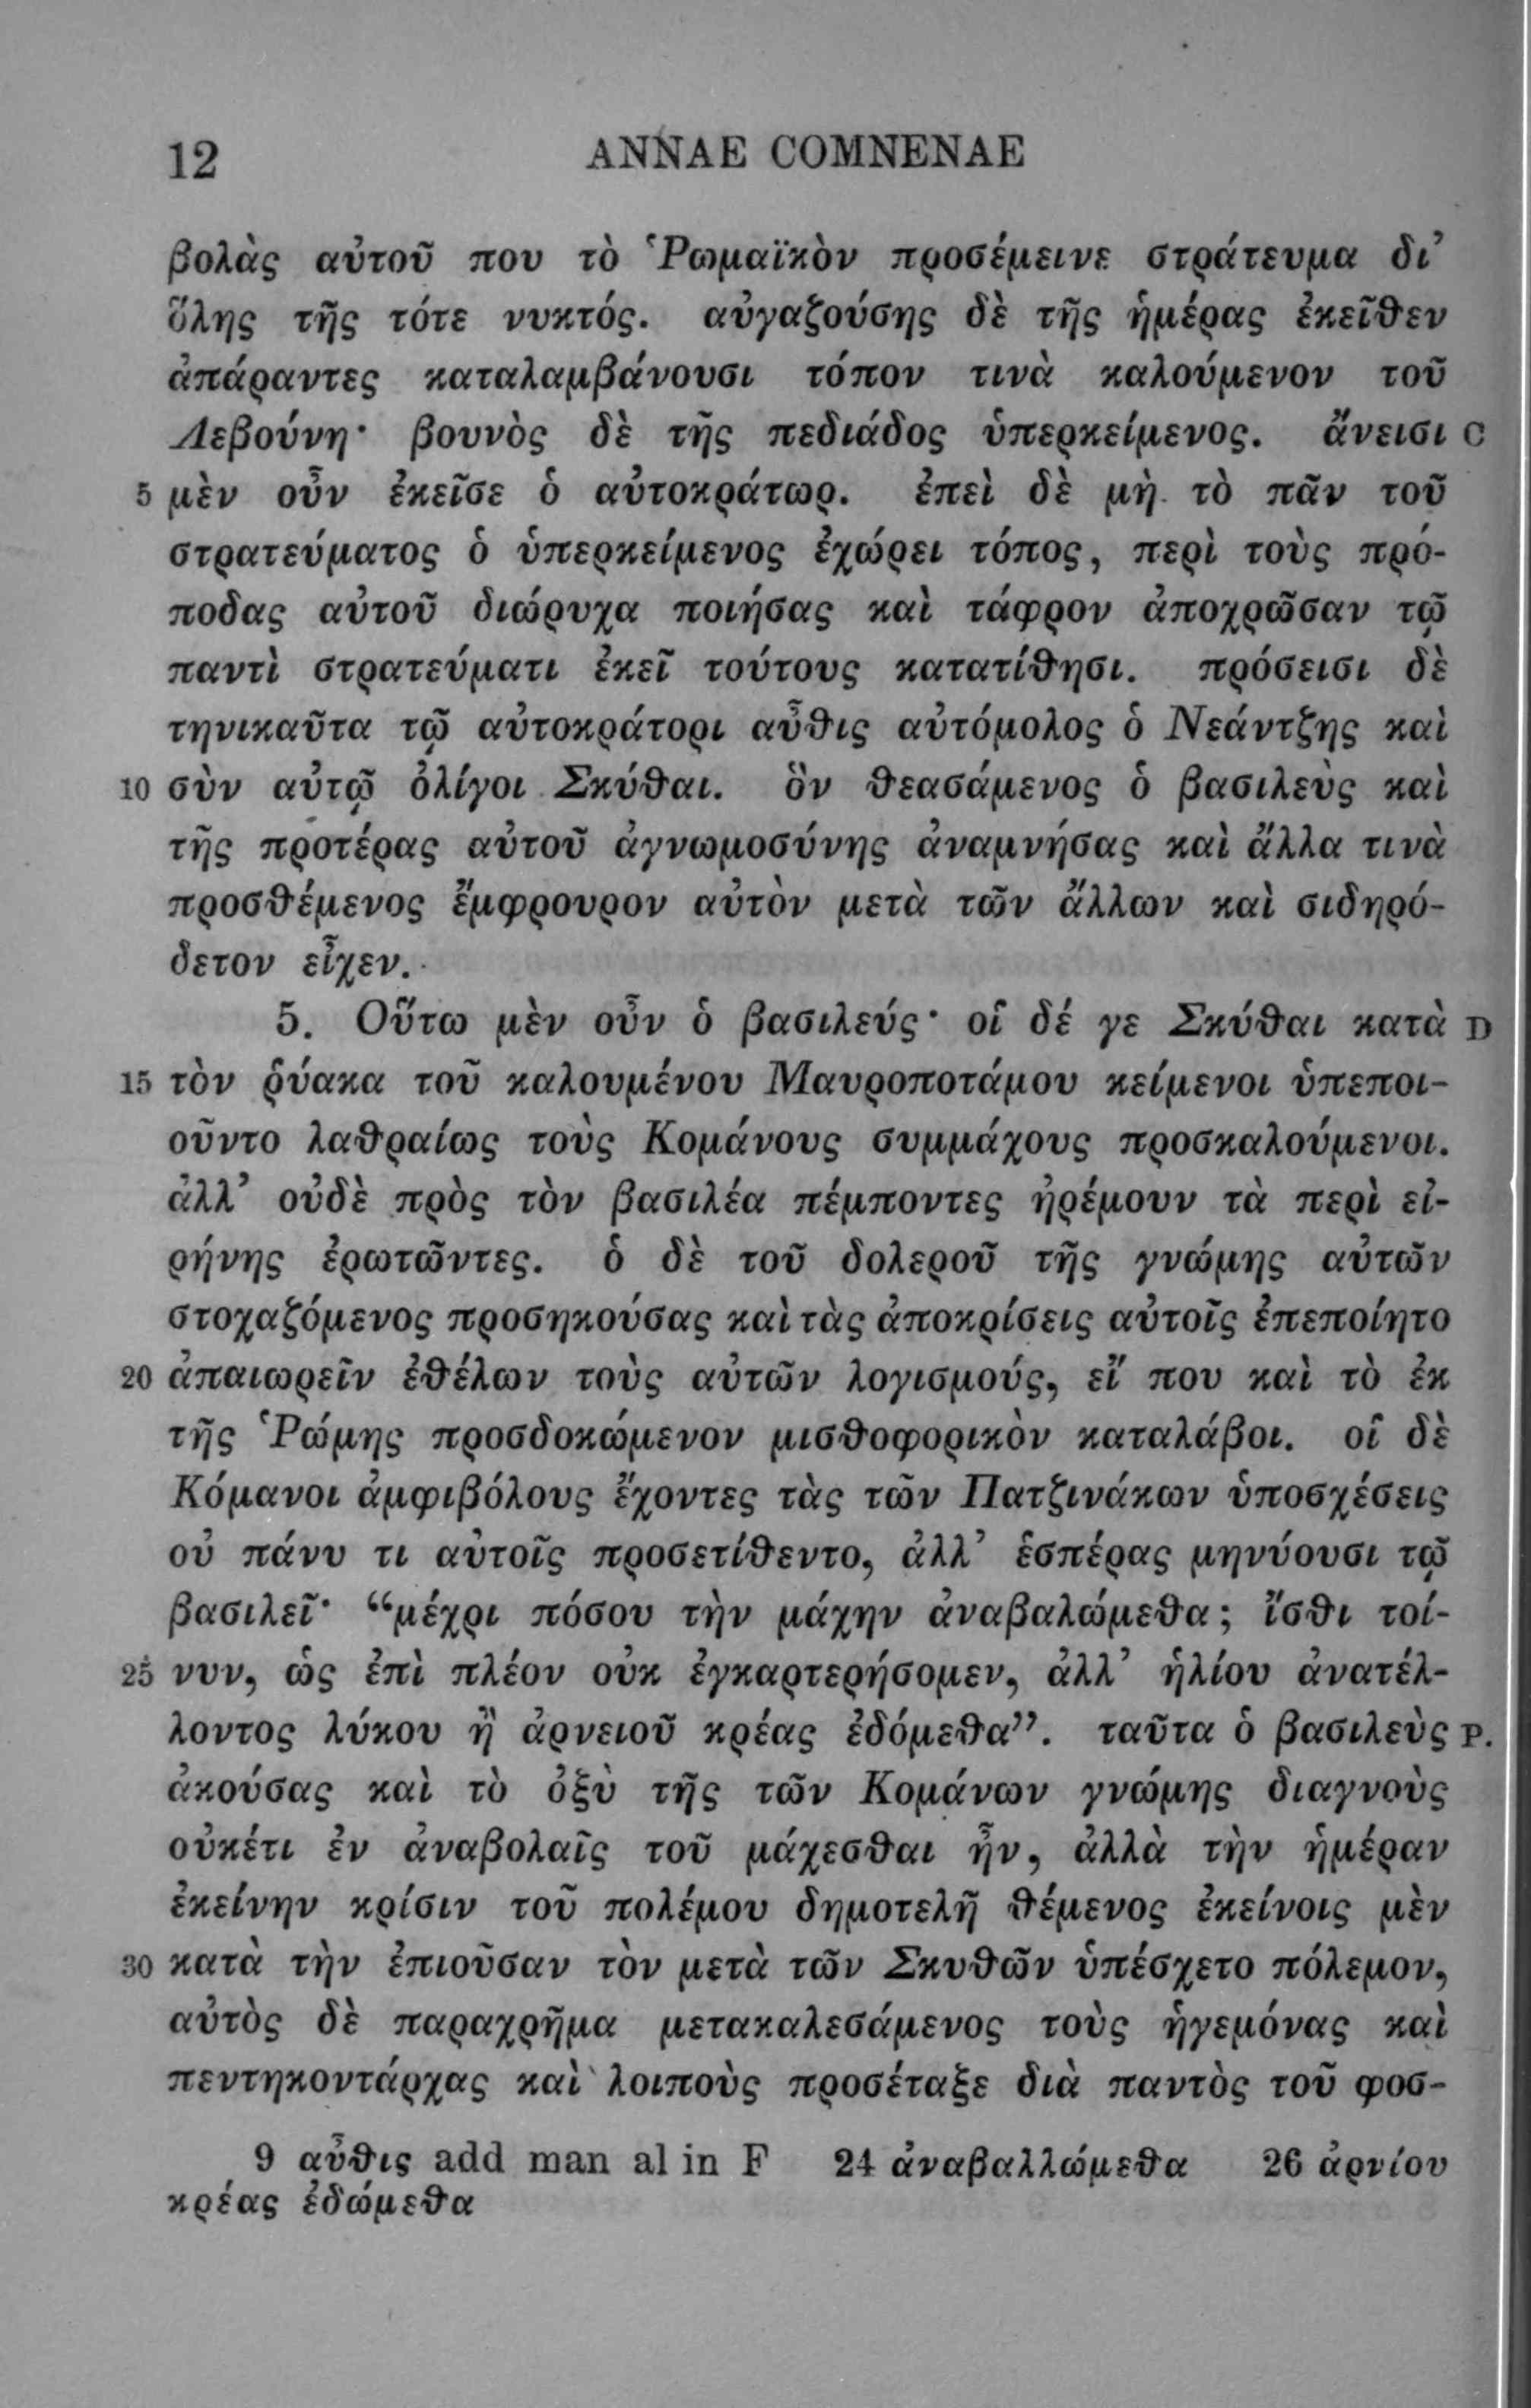 12 ANNAE COMNENAE
βολὰς αὐτοῦ που τὸ Ῥωμαϊκὸν προσέμεινε στράτευμα δι’
ὅλης τῆς τότε νυκτός. αὐγαζούσης δὲ τῆς ἡμέρας ἐκεῖθεν
ἀπάραντες καταλαμβάνουσι τόπον τινὰ καλούμενον τοῦ
Λεβούνη· βουνὸς δὲ τῆς πεδιάδος ὑπερκείμενος. ἄνεισι C
5 μὲν οὖν ἐκεῖσε ὁ αὐτοκράτωρ. ἐπεὶ δὲ μὴ τὸ πᾶν τοῦ
στρατεύματος ὁ ὑπερκείμενος ἐχώρει τόπος, περὶ τοὺς πρό-
ποδας αὐτοῦ διώρυχα ποιήσας καὶ τάφρον ἀποχρῶσαν τῷ
παντὶ στρατεύματι ἐκεῖ τούτους κατατίθησι. πρόσεισι δὲ
τηνικαῦτα τῷ αὐτοκράτορι αὖθις αὐτόμολος ὁ Νεάντζης καὶ
10 σὺν αὐτῷ ὀλίγοι Σκύθαι. ὃν θεασάμενος ὁ βασιλεὺς καὶ
τῆς προτέρας αὐτοῦ ἀγνωμοσύνης ἀναμνήσας καὶ ἄλλα τινὰ
προσθέμενος ἔμφρουρον αὐτὸν μετὰ τῶν ἄλλων καὶ σιδηρό-
δετον εἶχεν.
5. Οὕτω μὲν οὖν ὁ βασιλεύς· οἱ δέ γε Σκύθαι κατὰ D
15 τὸν ῥύακα τοῦ καλουμένου Μαυροποτάμου κείμενοι ὑπεποι-
οῦντο λαθραίως τοὺς Κομάνους συμμάχους προσκαλούμενοι.
ἀλλ’ οὐδὲ πρὸς τὸν βασιλέα πέμποντες ἠρέμουν τὰ περὶ εἰ-
ρήνης ἐρωτῶντες. ὁ δὲ τοῦ δολεροῦ τῆς γνώμης αὐτῶν
στοχαζόμενος προσηκούσας καὶ τὰς ἀποκρίσεις αὐτοῖς ἐπεποίητο
20 ἀπαιωρεῖν ἐθέλων τοὺς αὐτῶν λογισμούς, εἴ που καὶ τὸ ἐκ
τῆς Ῥώμης προσδοκώμενον μισθοφορικὸν καταλάβοι. οἱ δὲ
Κόμανοι ἀμφιβόλους ἔχοντες τὰς τῶν Πατζινάκων ὑποσχέσεις
οὐ πάνυ τι αὐτοῖς προσετίθεντο, ἀλλ’ ἑσπέρας μηνύουσι τῷ
βασιλεῖ· “μέχρι πόσου τὴν μάχην ἀναβαλώμεθα; ἴσθι τοί-
25 νυν, ὡς ἐπὶ πλέον οὐκ ἐγκαρτερήσομεν, ἀλλ’ ἡλίου ἀνατέλ-
λοντος λύκου ἢ ἀρνειοῦ κρέας ἐδόμεθα”. ταῦτα ὁ βασιλεὺς P.
ἀκούσας καὶ τὸ ὀξὺ τῆς τῶν Κομάνων γνώμης διαγνοὺς
οὐκέτι ἐν ἀναβολαῖς τοῦ μάχεσθαι ἦν, ἀλλὰ τὴν ἡμέραν
ἐκείνην κρίσιν τοῦ πολέμου δημοτελῆ θέμενος ἐκείνοις μὲν
30 κατὰ τὴν ἐπιοῦσαν τὸν μετὰ τῶν Σκυθῶν ὑπέσχετο πόλεμον,
αὐτὸς δὲ παραχρῆμα μετακαλεσάμενος τοὺς ἡγεμόνας καὶ
πεντηκοντάρχας καὶ λοιποὺς προσέταξε διὰ παντὸς τοῦ φοσ-
9 αὖθις add man al in F 24 ἀναβαλλώμεθα 26 ἀρνίου
κρέας ἐδώμεθα